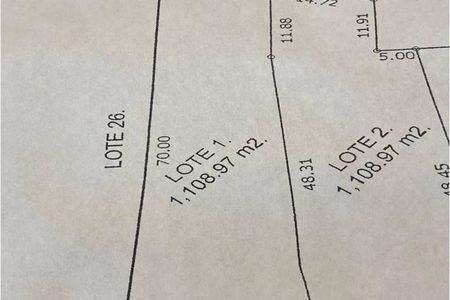 11.88
11.91
5.00
LOTE 26.
70.00
LOTE 1.
1,108.97 m2.
48.31
LOTE 2.
1,108.97 m2.